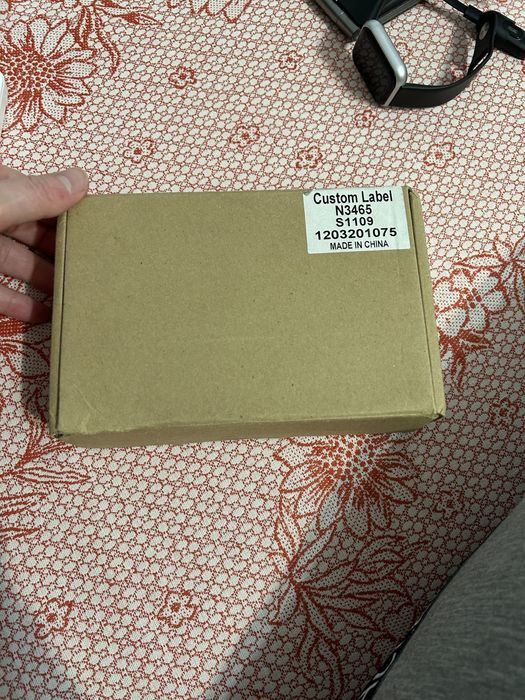 Custom Label
N3465
S1109
1203201075
MADE IN CHINA